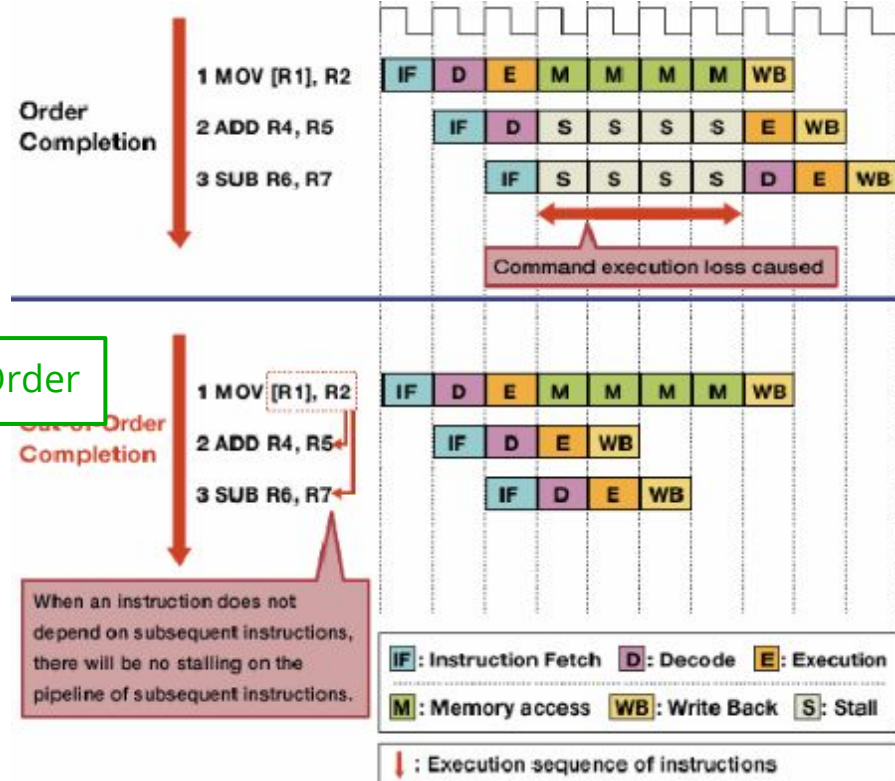 1 MOV [R1], R2 IF D E M M M M WB
Order
Completion
2 ADD R4, R5 IF D S S S S E WB
3 SUB R6, R7 IF S S S S D E WB
Command execution loss caused
Order
1 MOV [R1], R2 IF D E M M M M WB
Out-of-Order
Completion
2 ADD R4, R5 IF D E WB
3 SUB R6, R7 IF D E WB
When an instruction does not
depend on subsequent instructions,
there will be no stalling on the
pipeline of subsequent instructions.
IF : Instruction Fetch D : Decode E : Execution
M : Memory access WB : Write Back S : Stall
: Execution sequence of instructions